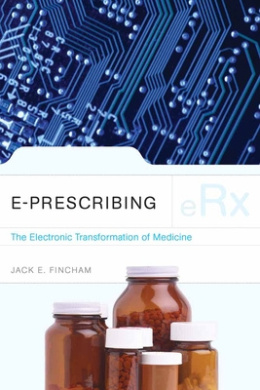 E-PRESCRIBING
eRx
The Electronic Transformation of Medicine
JACK E. FINCHAM